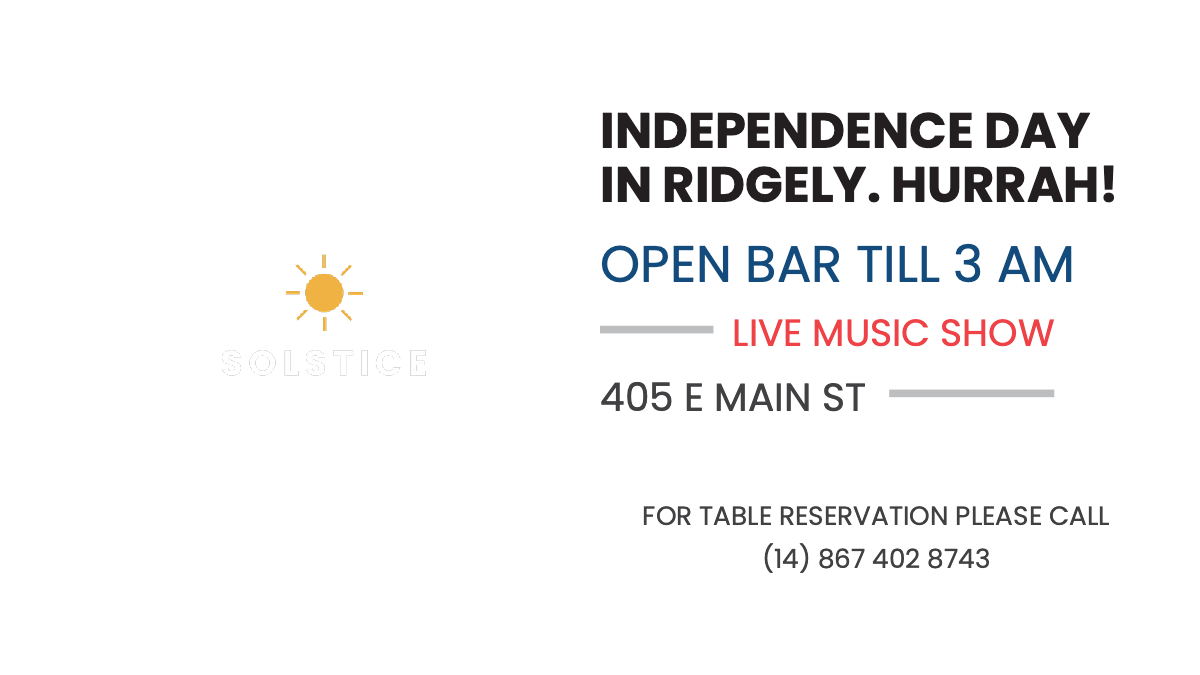 SOLSTICE
INDEPENDENCE DAY
IN RIDGELY. HURRAH!
OPEN BAR TILL 3 AM
LIVE MUSIC SHOW
405 E MAIN ST
FOR TABLE RESERVATION PLEASE CALL
(14) 867 402 8743